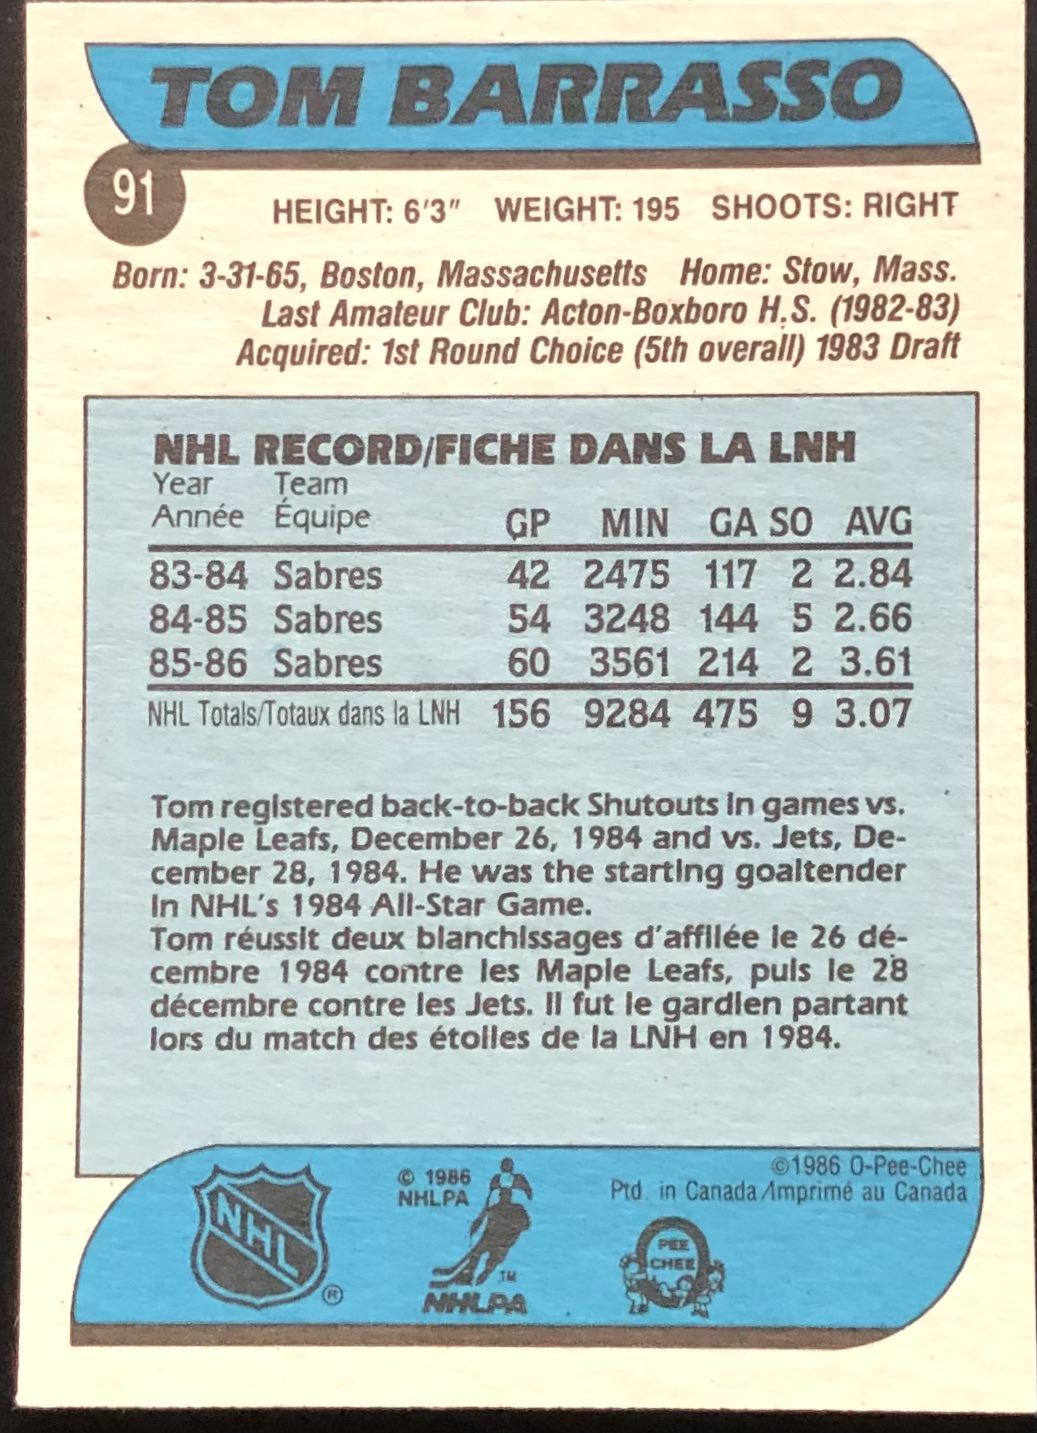 TOM BARRASSO
91
HEIGHT: 6'3" WEIGHT: 195 SHOOTS: RIGHT
Born: 3-31-65, Boston, Massachusetts Home: Stow, Mass.
Last Amateur Club: Acton-Boxboro H.S. (1982-83)
Acquired: 1st Round Choice (5th overall) 1983 Draft
NHL RECORD/FICHE DANS LA LNH
Year Team
Année Équipe GP MIN GA SO AVG
83-84 Sabres 42 2475 117 2 2.84
84-85 Sabres 54 3248 144 5 2.66
85-86 Sabres 60 3561 214 2 3.61
NHL Totals/Totaux dans la LNH 156 9284 475 9 3.07
Tom registered back-to-back Shutouts in games vs.
Maple Leafs, December 26, 1984 and vs. Jets, De-
cember 28, 1984. He was the starting goaltender
in NHL's 1984 All-Star Game.
Tom réussit deux blanchissages d'affilée le 26 dé-
cembre 1984 contre les Maple Leafs, puis le 28
décembre contre les Jets. Il fut le gardien partant
lors du match des étoiles de la LNH en 1984.
©1986 O-Pee-Chee
Ptd. in Canada/Imprimé au Canada
© 1986
NHLPA
NHL
®
TM
NHLPA
PEE
CHEE